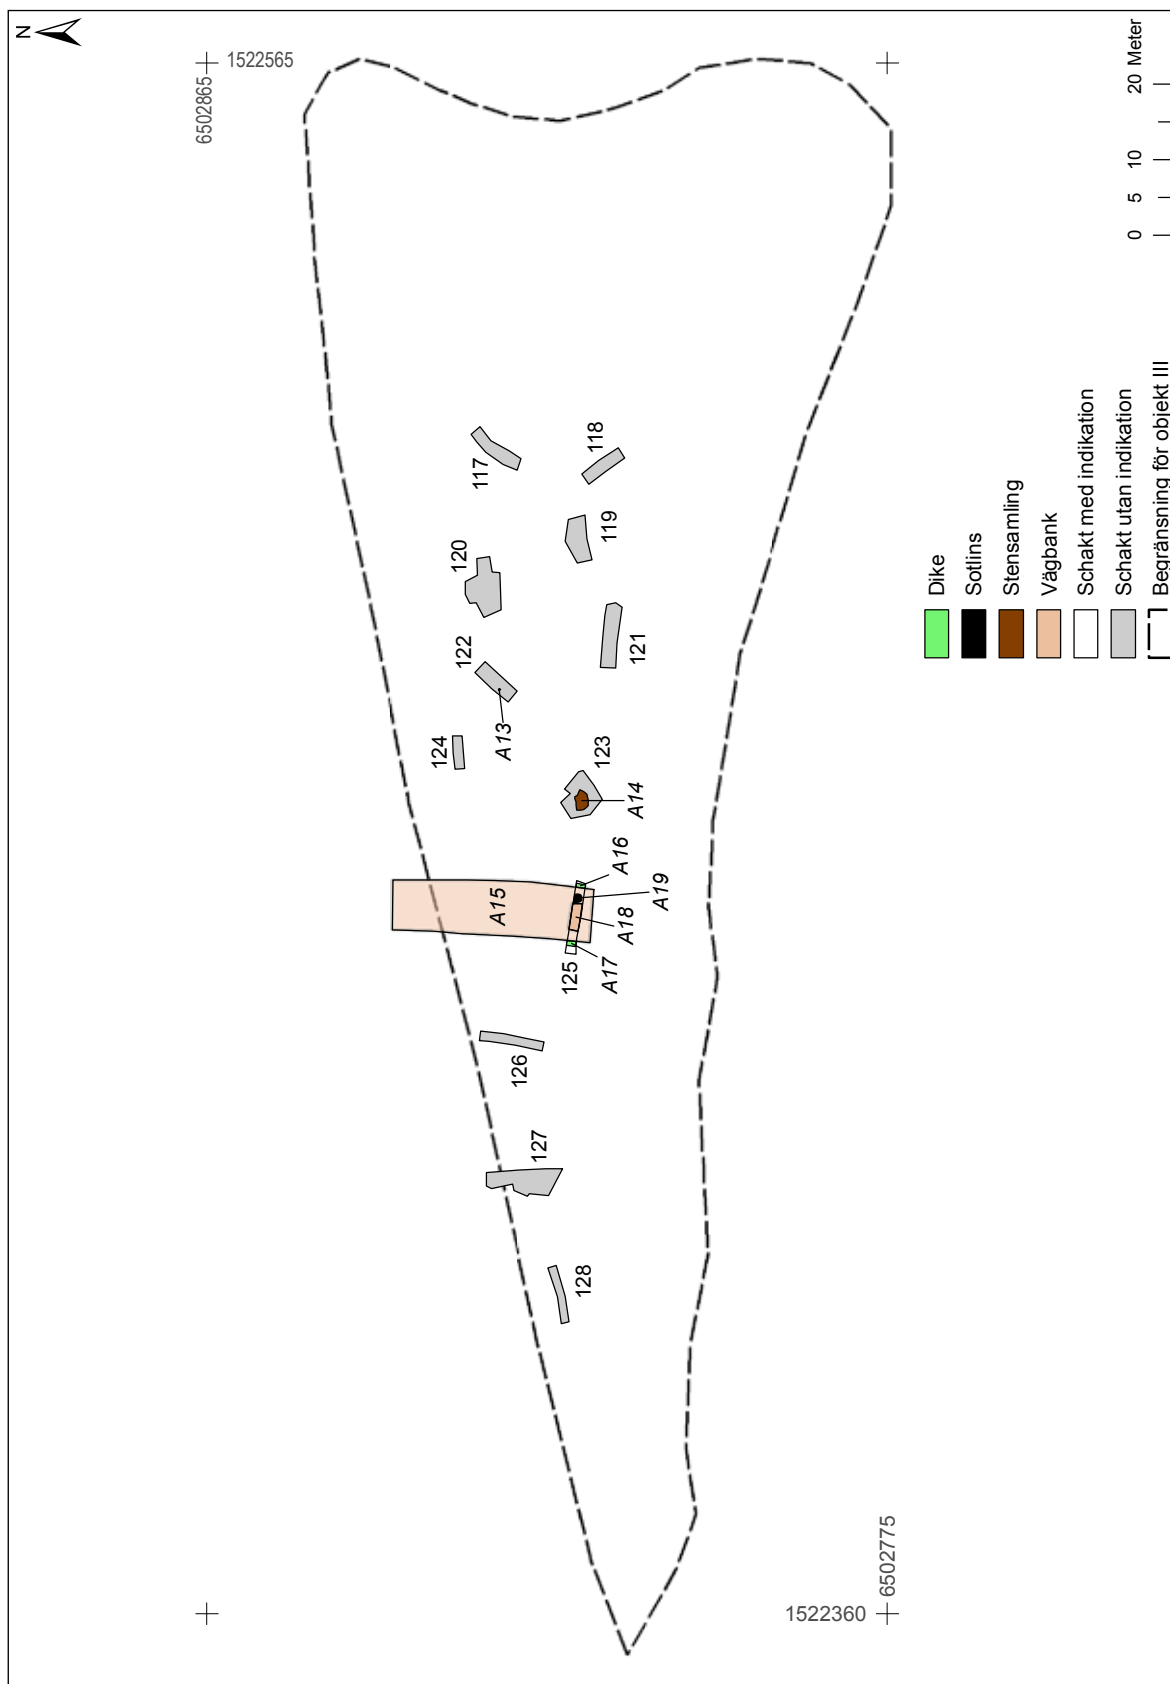 N
6502865
1522565
117
118
119
120
121
122
A13
124
123
A14
A15
A16
A19
A18
A17
125
126
127
128
1522360
6502775
0 5 10 20 Meter
Dike
Sotlins
Stensamling
Vägbank
Schakt med indikation
Schakt utan indikation
Begränsning för objekt III